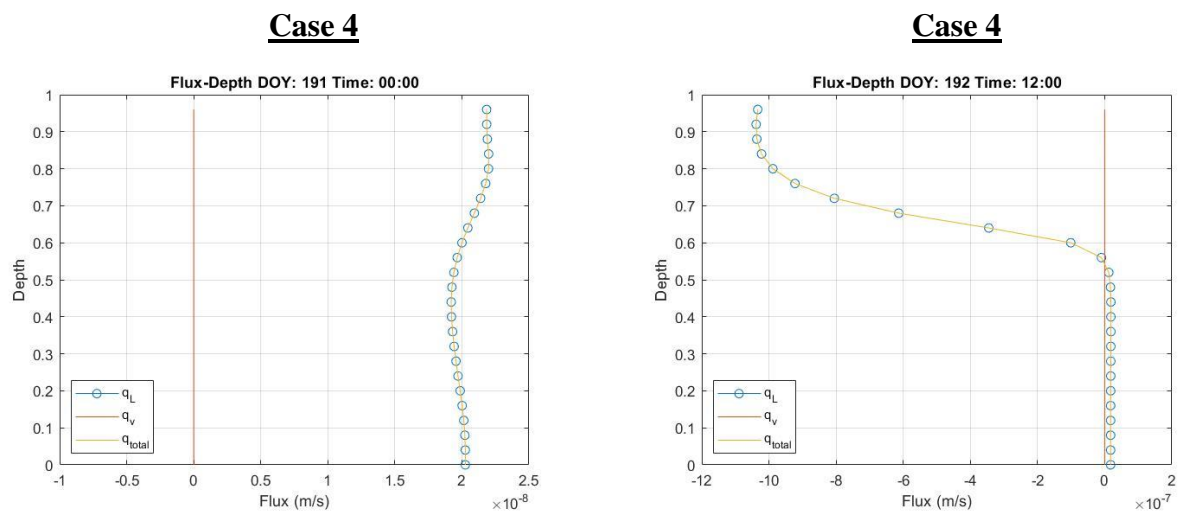 Case 4
Flux-Depth DOY: 191 Time: 00:00
1
0.9
0.8
0.7
0.6
0.5
0.4
0.3
0.2
0.1
0
Depth
q_L
q_v
q_total
-1 -0.5 0 0.5 1 1.5 2 2.5
Flux (m/s)
×10^-8
Case 4
Flux-Depth DOY: 192 Time: 12:00
1
0.9
0.8
0.7
0.6
0.5
0.4
0.3
0.2
0.1
0
Depth
q_L
q_v
q_total
-12 -10 -8 -6 -4 -2 0 2
Flux (m/s)
×10^-7